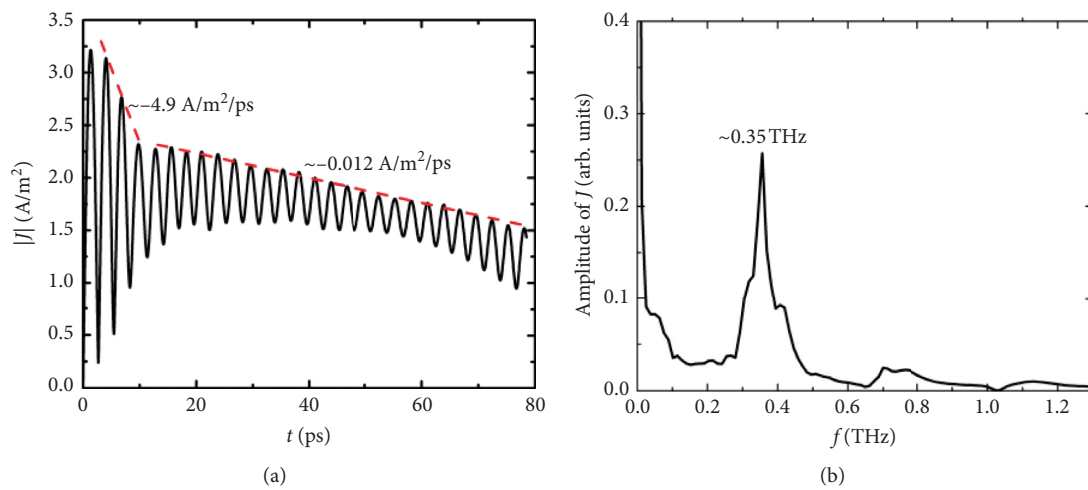 3.5
3.0
2.5
2.0
1.5
1.0
0.5
0.0
|J| (A/m²)
~−4.9 A/m²/ps
~−0.012 A/m²/ps
0 20 40 60 80
t (ps)
(a)
0.4
0.3
0.2
0.1
0.0
Amplitude of J (arb. units)
~0.35 THz
0.0 0.2 0.4 0.6 0.8 1.0 1.2
f (THz)
(b)